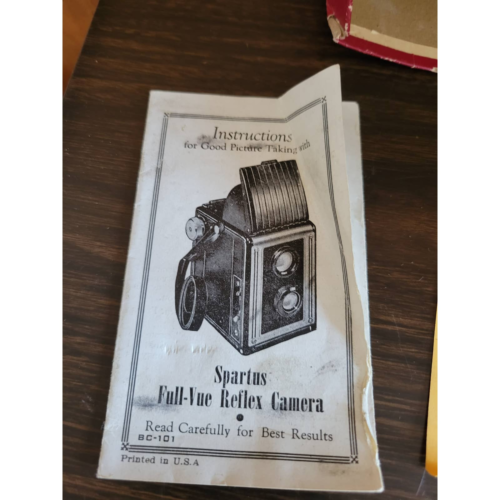 Instructions
for Good Picture Taking with
Spartus
Full-Vue Reflex Camera
Read Carefully for Best Results
BC-101
Printed in U.S.A